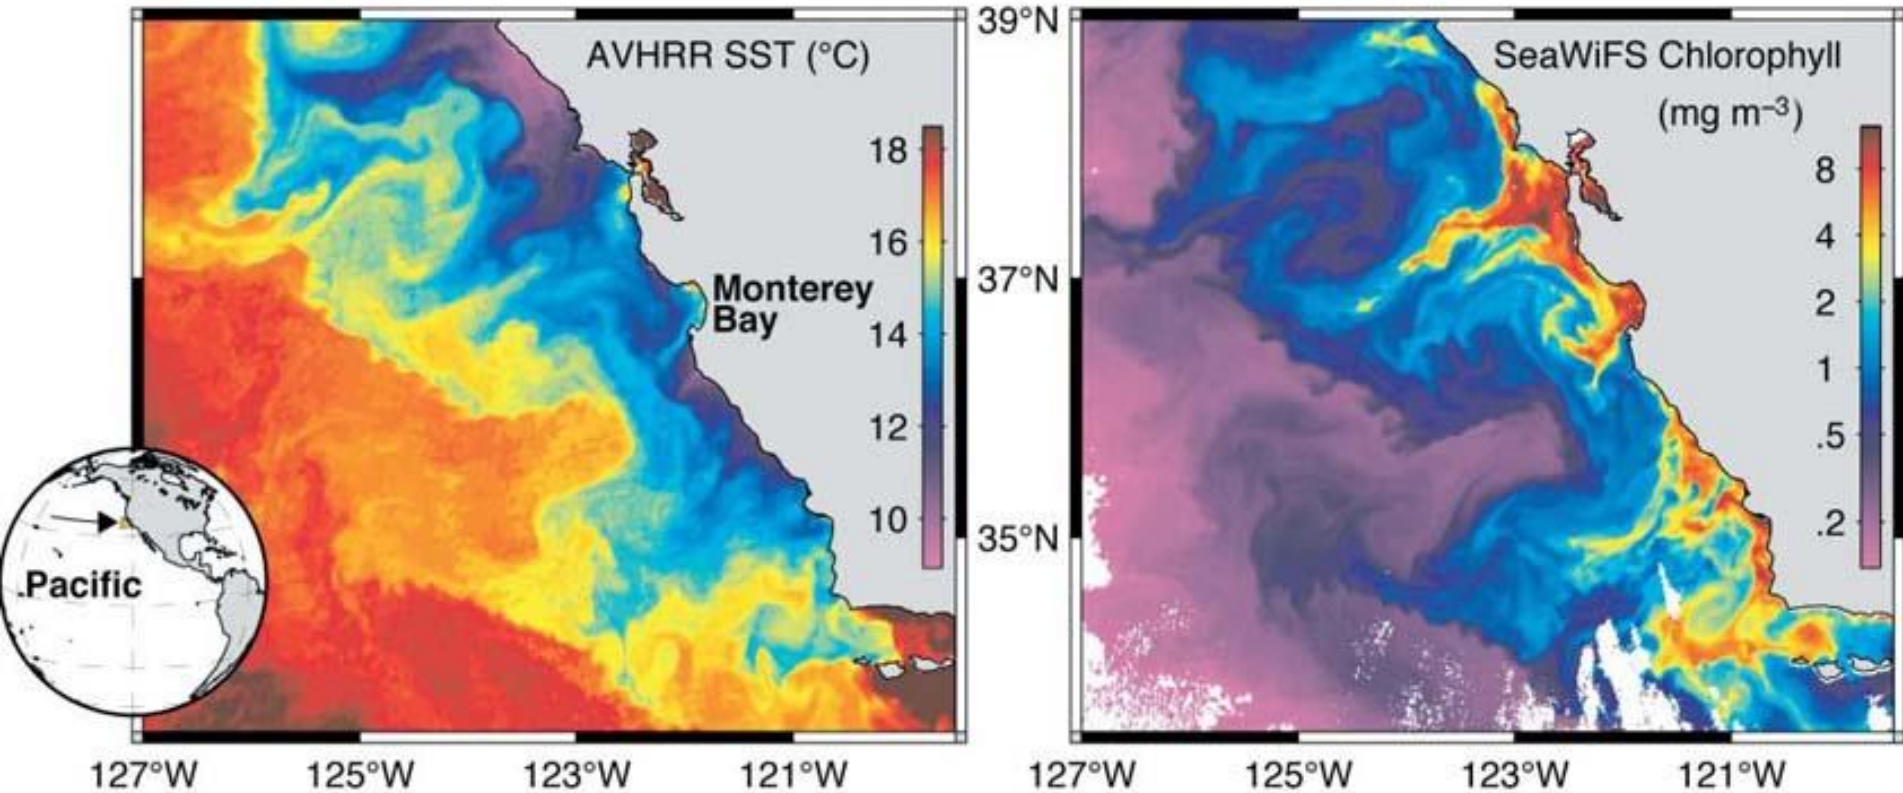 AVHRR SST (°C)
18
16
14
12
10
Monterey
Bay
Pacific
127°W
125°W
123°W
121°W
39°N
37°N
35°N
SeaWiFS Chlorophyll
(mg m⁻³)
8
4
2
1
.5
.2
127°W
125°W
123°W
121°W